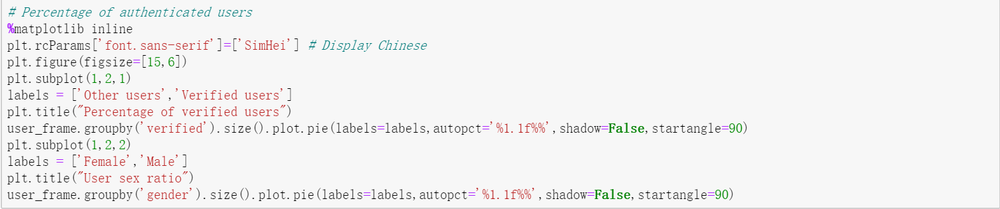 # Percentage of authenticated users
%matplotlib inline
plt.rcParams['font.sans-serif']=['SimHei'] # Display Chinese
plt.figure(figsize=[15,6])
plt.subplot(1,2,1)
labels = ['Other users','Verified users']
plt.title("Percentage of verified users")
user_frame.groupby('verified').size().plot.pie(labels=labels,autopct='%1.1f%%',shadow=False,startangle=90)
plt.subplot(1,2,2)
labels = ['Female','Male']
plt.title("User sex ratio")
user_frame.groupby('gender').size().plot.pie(labels=labels,autopct='%1.1f%%',shadow=False,startangle=90)